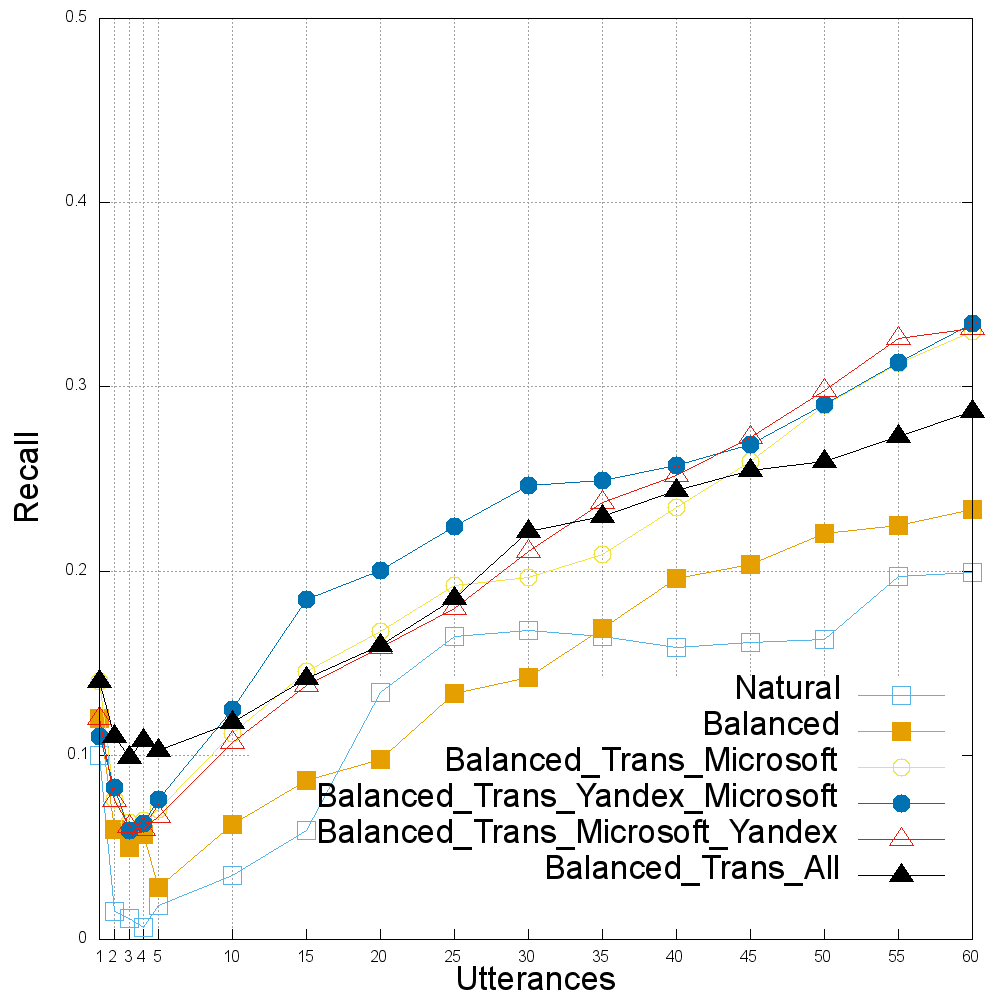 0.5
0.4
0.3
0.2
0.1
0
Recall
Natural
Balanced
Balanced_Trans_Microsoft
Balanced_Trans_Yandex_Microsoft
Balanced_Trans_Microsoft_Yandex
Balanced_Trans_All
1 2 3 4 5 10 15 20 25 30 35 40 45 50 55 60
Utterances